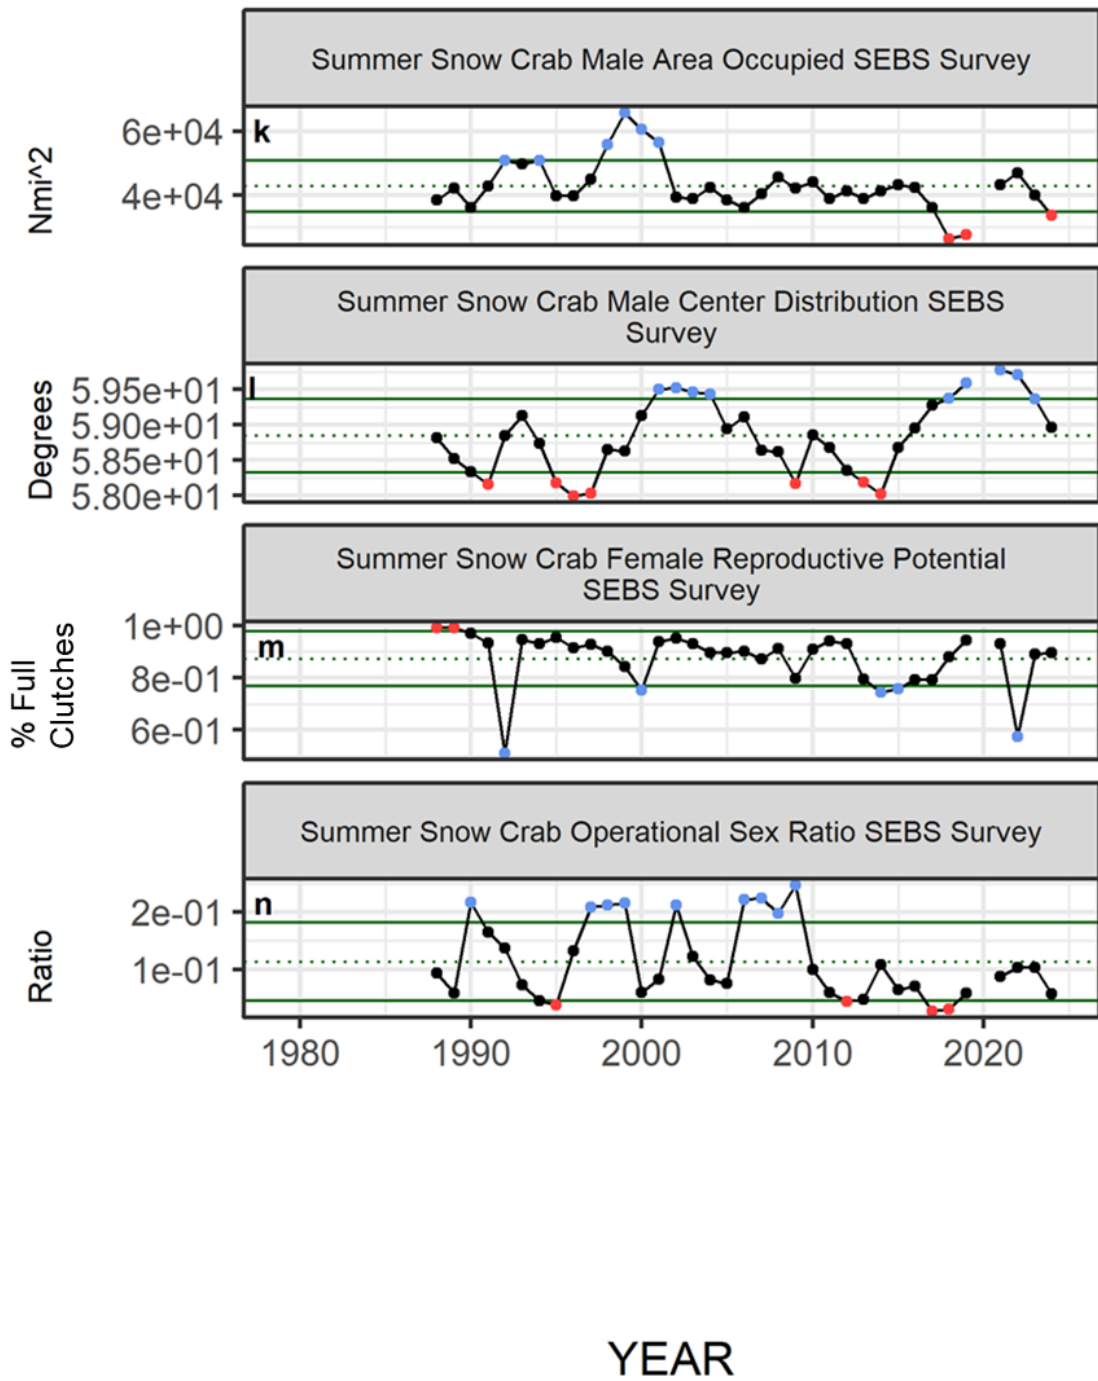 Summer Snow Crab Male Area Occupied SEBS Survey
k
6e+04
4e+04
Nmi^2
Summer Snow Crab Male Center Distribution SEBS
Survey
l
5.95e+01
5.90e+01
5.85e+01
5.80e+01
Degrees
Summer Snow Crab Female Reproductive Potential
SEBS Survey
m
1e+00
8e-01
6e-01
% Full
Clutches
Summer Snow Crab Operational Sex Ratio SEBS Survey
n
2e-01
1e-01
Ratio
1980 1990 2000 2010 2020
YEAR